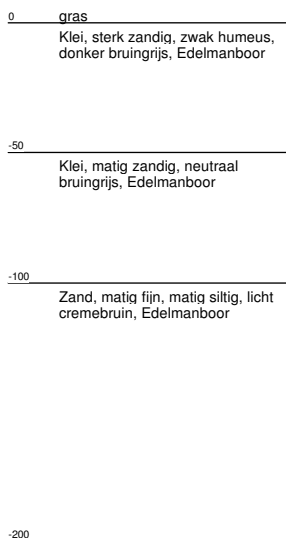 0 gras
Klei, sterk zandig, zwak humeus,
donker bruingrijs, Edelmanboor
-50
Klei, matig zandig, neutraal
bruingrijs, Edelmanboor
-100
Zand, matig fijn, matig siltig, licht
cremebruin, Edelmanboor
-200